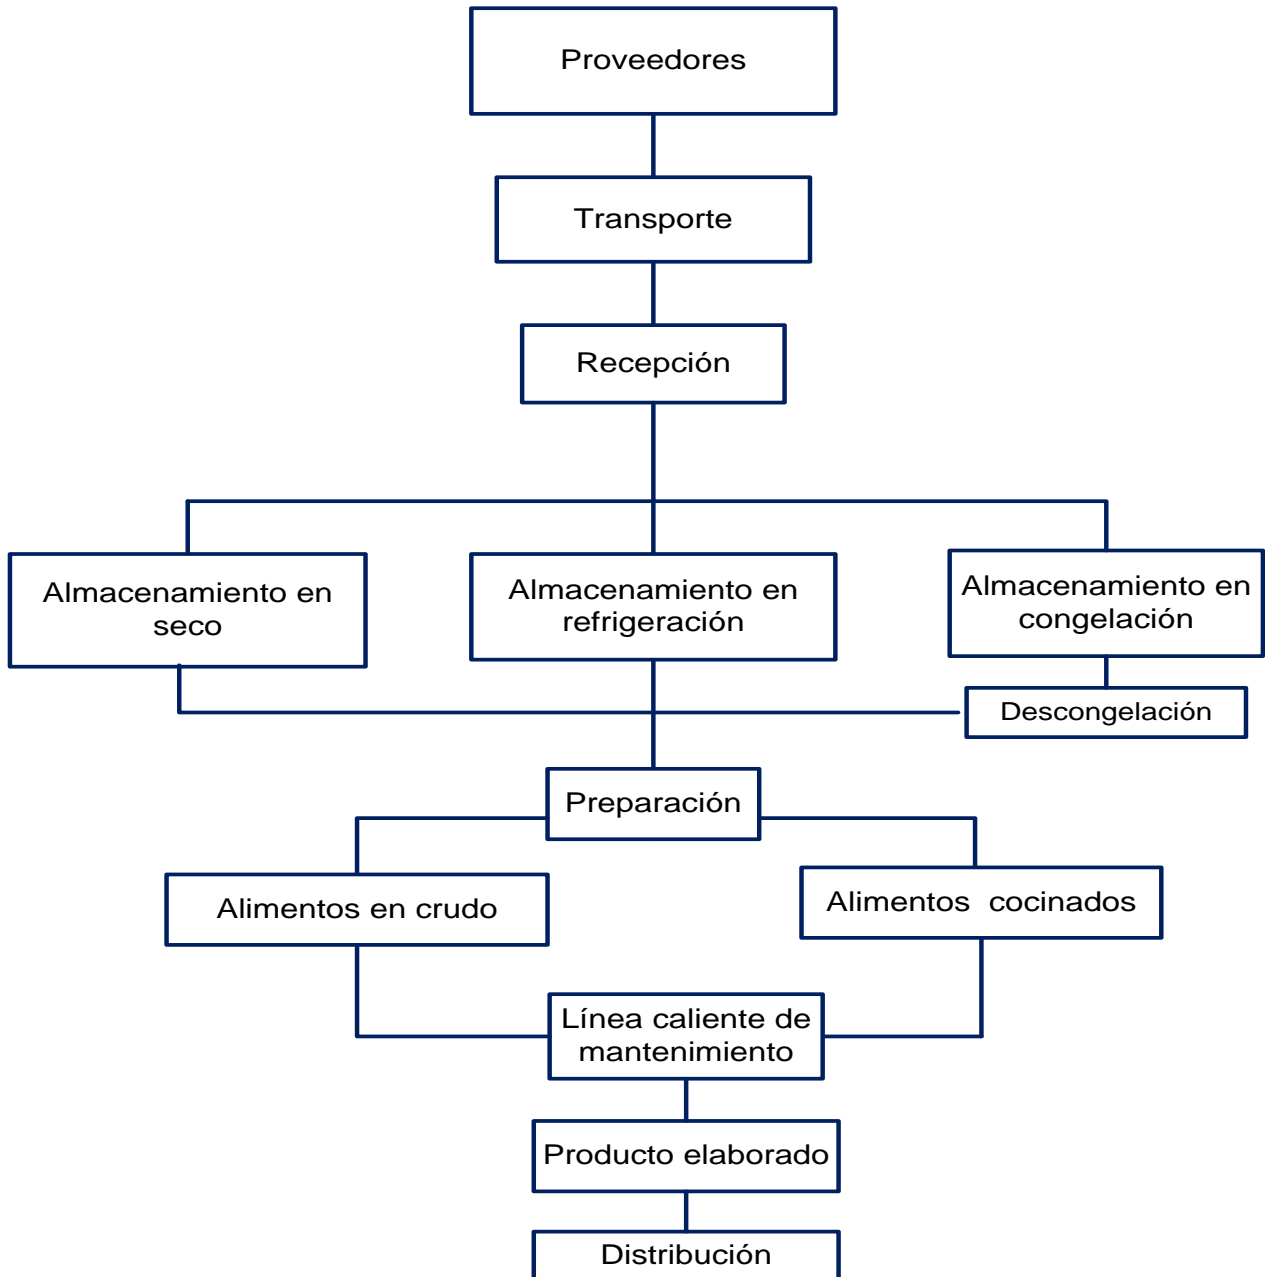 Proveedores
Transporte
Recepción
Almacenamiento en
seco
Almacenamiento en
refrigeración
Almacenamiento en
congelación
Descongelación
Preparación
Alimentos en crudo
Alimentos  cocinados
Línea caliente de
mantenimiento
Producto elaborado
Distribución